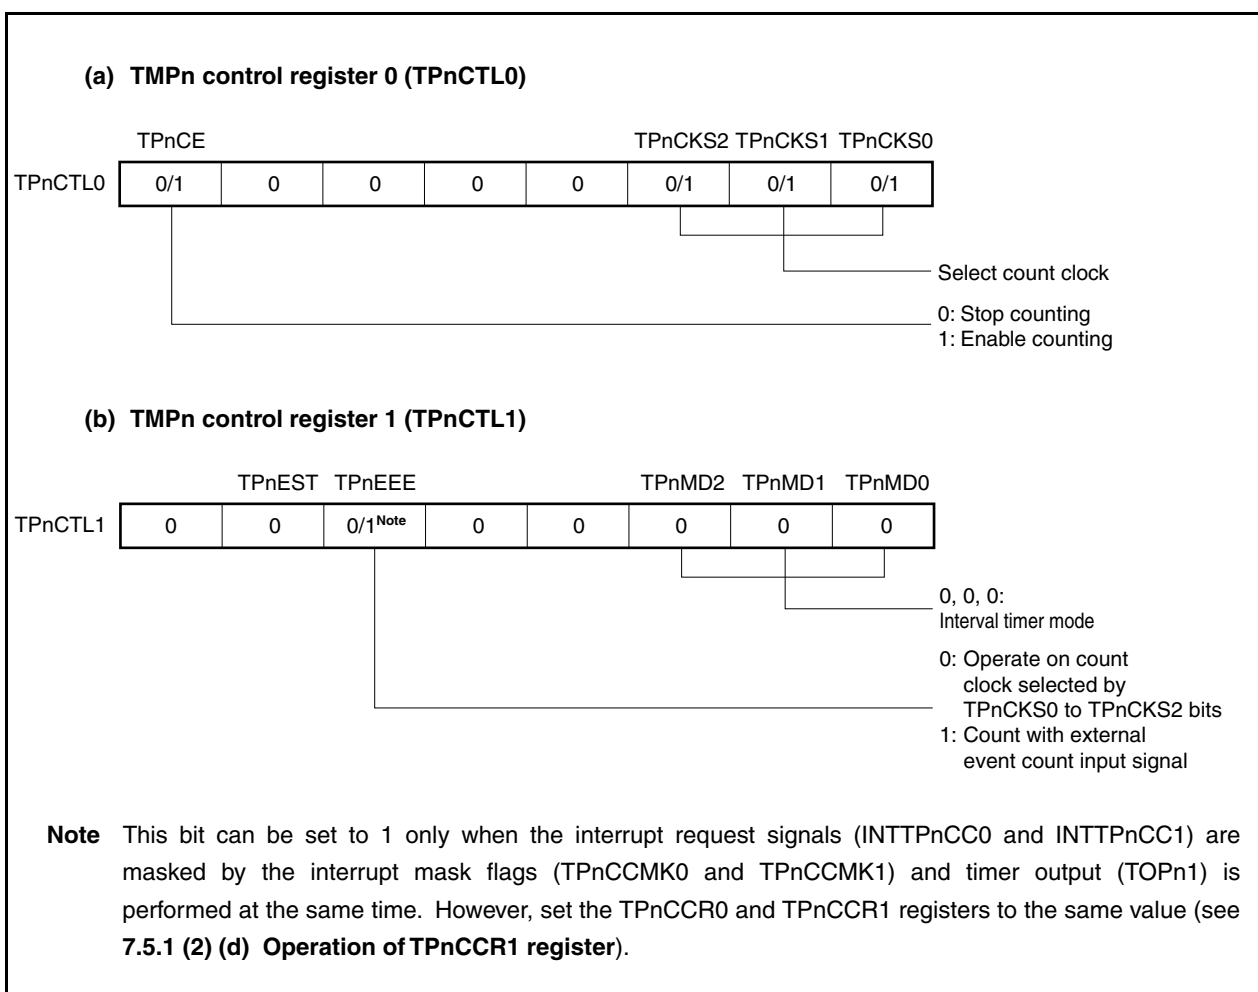 (a) TMPn control register 0 (TPnCTL0)
TPnCE TPnCKS2 TPnCKS1 TPnCKS0
TPnCTL0 0/1 0 0 0 0 0/1 0/1 0/1
Select count clock
0: Stop counting
1: Enable counting
(b) TMPn control register 1 (TPnCTL1)
TPnEST TPnEEE TPnMD2 TPnMD1 TPnMD0
TPnCTL1 0 0 0/1Note 0 0 0 0 0
0, 0, 0:
Interval timer mode
0: Operate on count
clock selected by
TPnCKS0 to TPnCKS2 bits
1: Count with external
event count input signal
Note This bit can be set to 1 only when the interrupt request signals (INTTPnCC0 and INTTPnCC1) are
masked by the interrupt mask flags (TPnCCMK0 and TPnCCMK1) and timer output (TOPn1) is
performed at the same time. However, set the TPnCCR0 and TPnCCR1 registers to the same value (see
7.5.1 (2) (d) Operation of TPnCCR1 register).